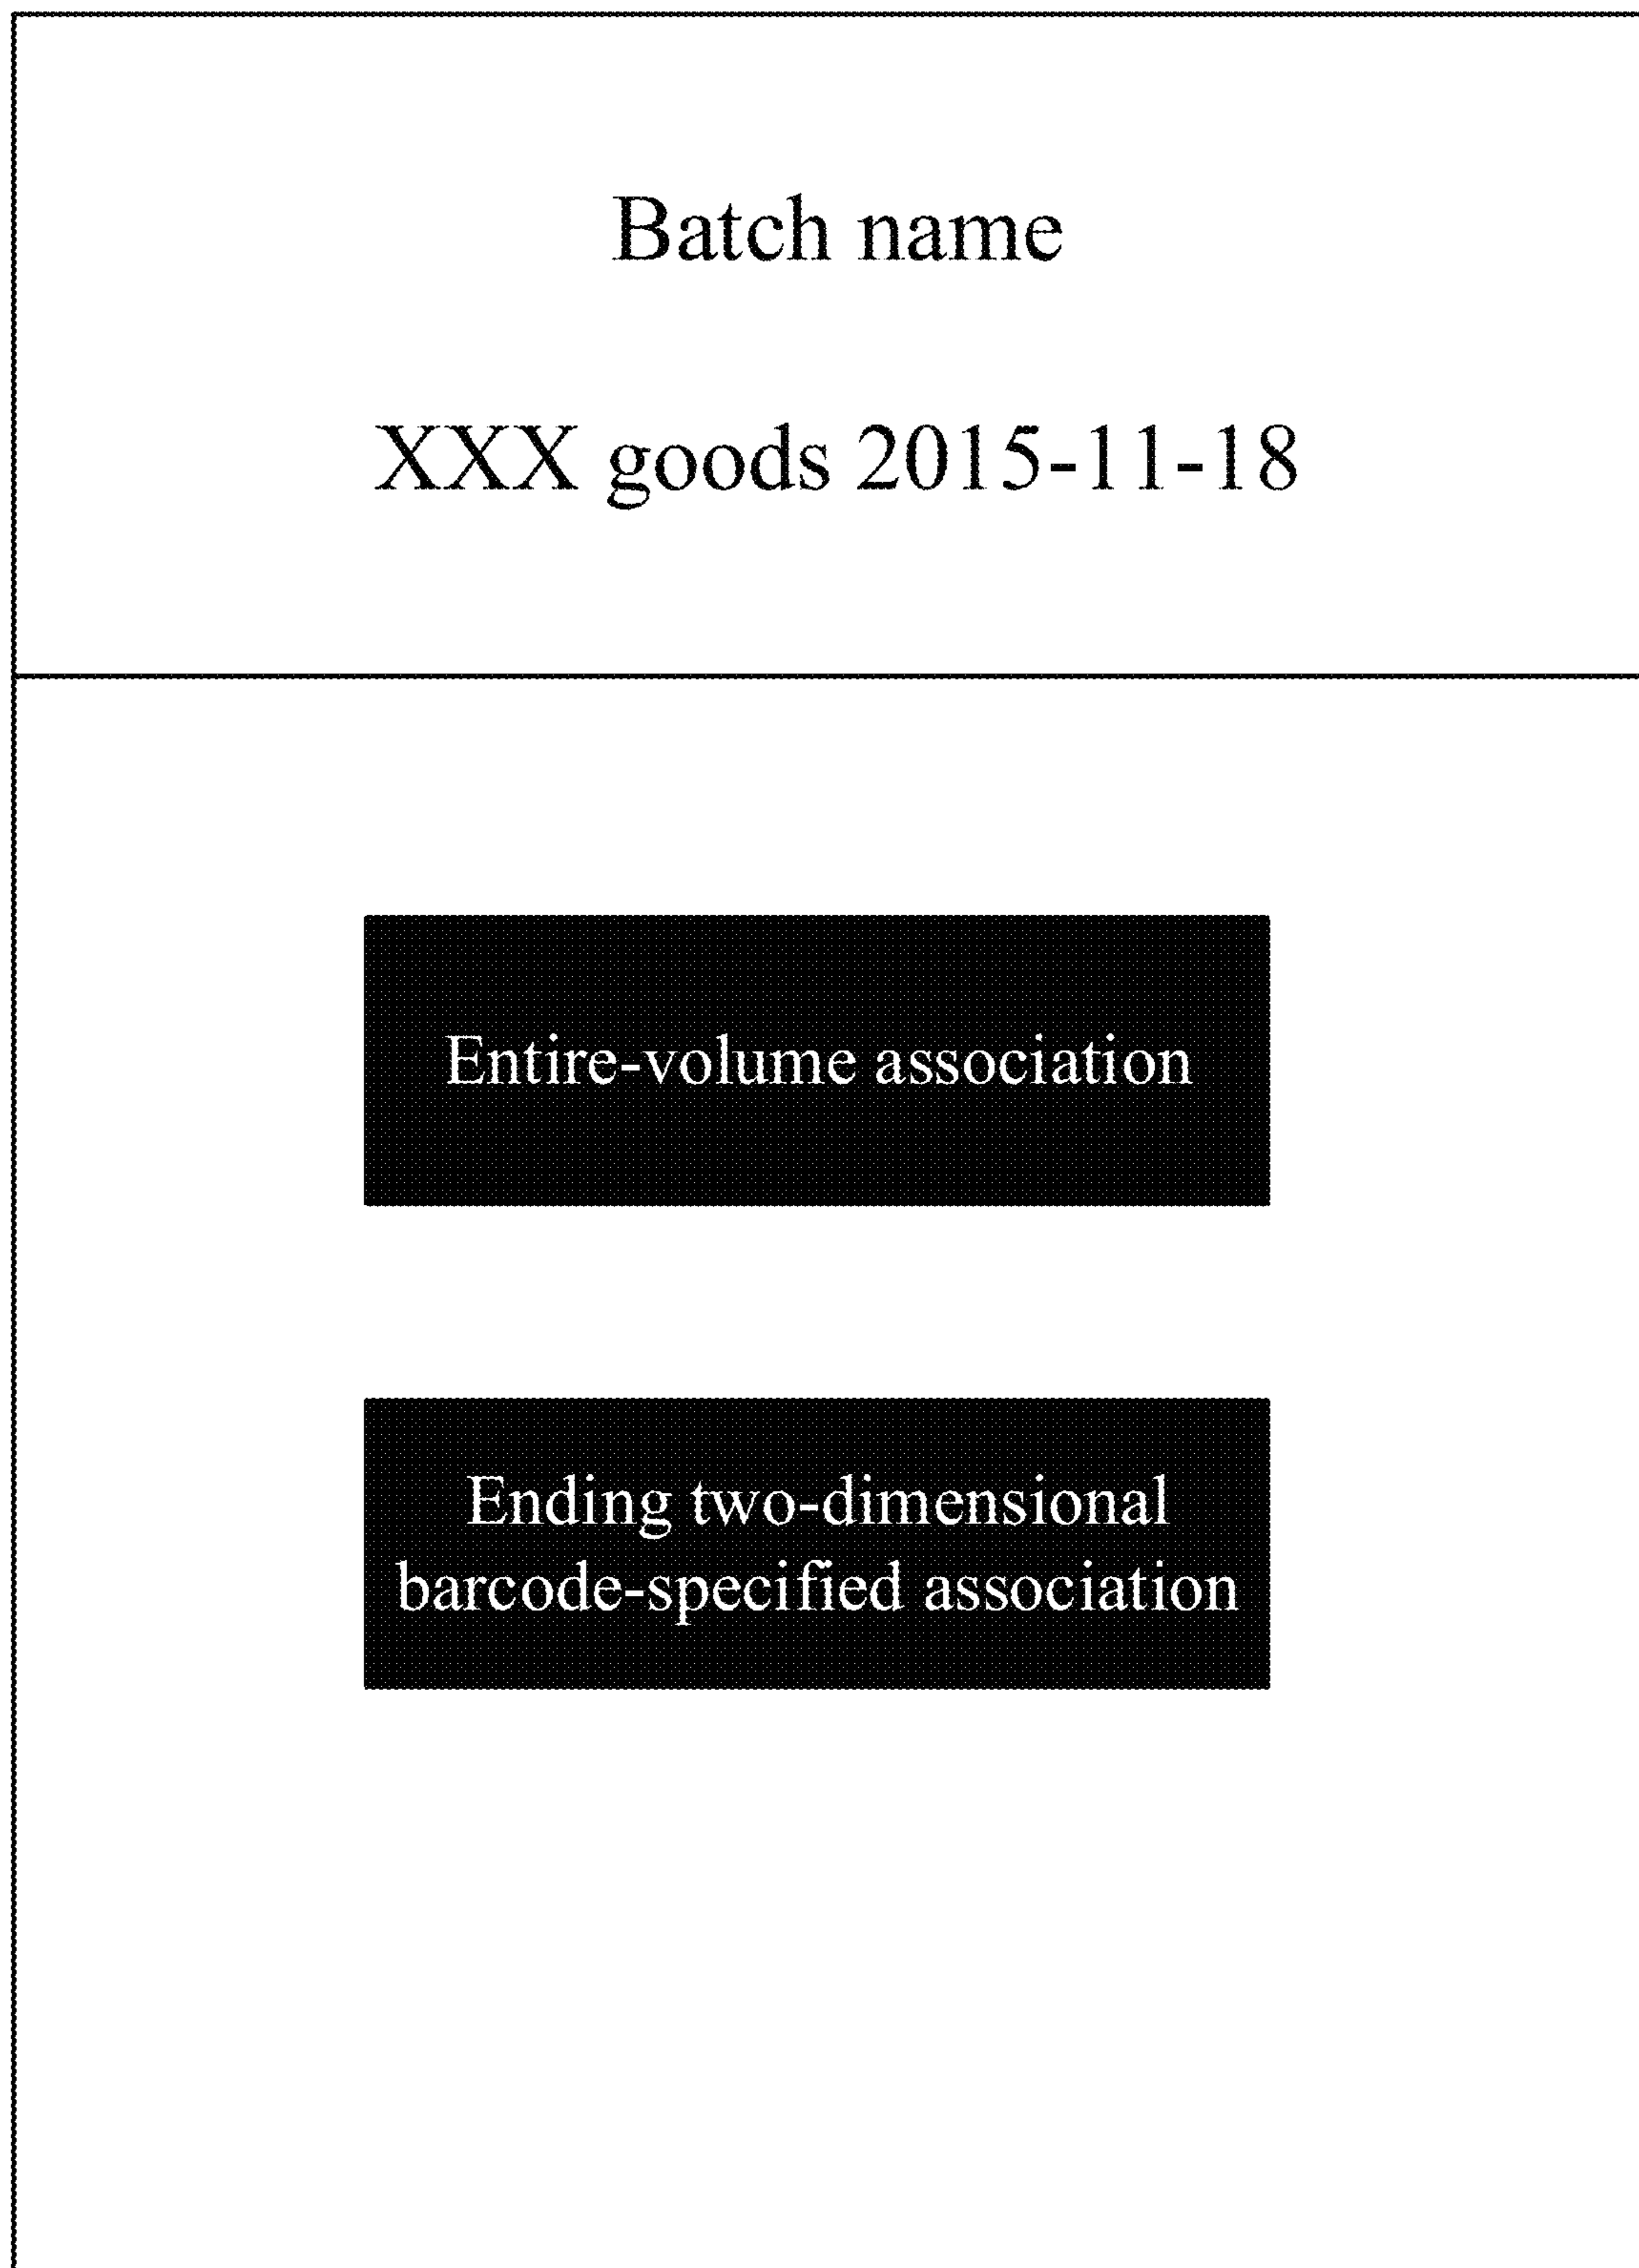 Batch name
XXX goods 2015-11-18
Entire-volume association
Ending two-dimensional
barcode-specified association